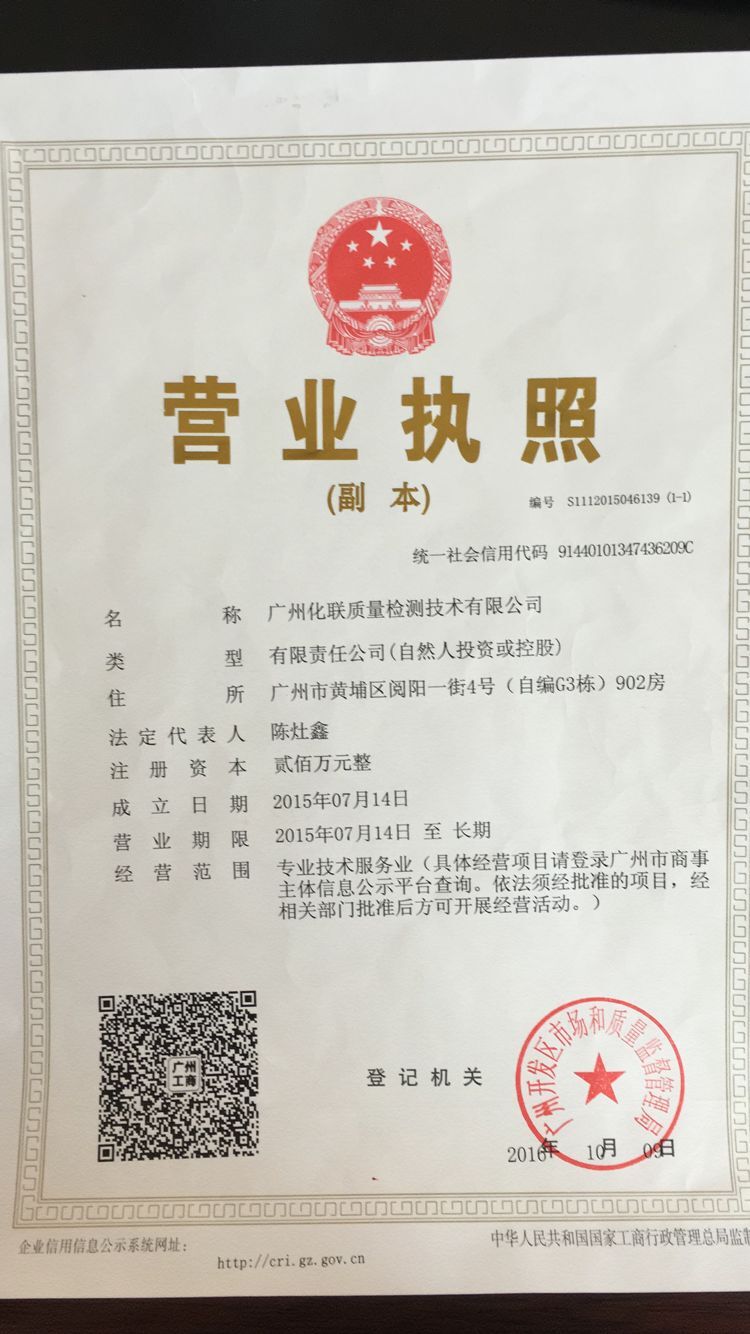 营业执照
(副 本)
编号 S1112015046139 (1-1)
统一社会信用代码 91440101347436209C
名称 广州化联质量检测技术有限公司
类型 有限责任公司(自然人投资或控股)
住所 广州市黄埔区阅阳一街4号（自编G3栋）902房
法定代表人 陈灶鑫
注册资本 贰佰万元整
成立日期 2015年07月14日
营业期限 2015年07月14日 至 长期
经营范围 专业技术服务业（具体经营项目请登录广州市商事
主体信息公示平台查询。依法须经批准的项目，经
相关部门批准后方可开展经营活动。）
广州
工商
登记机关
广州开发区市场和质量监督管理局
2016年 10月 09日
企业信用信息公示系统网址：
http://cri.gz.gov.cn
中华人民共和国国家工商行政管理总局监制